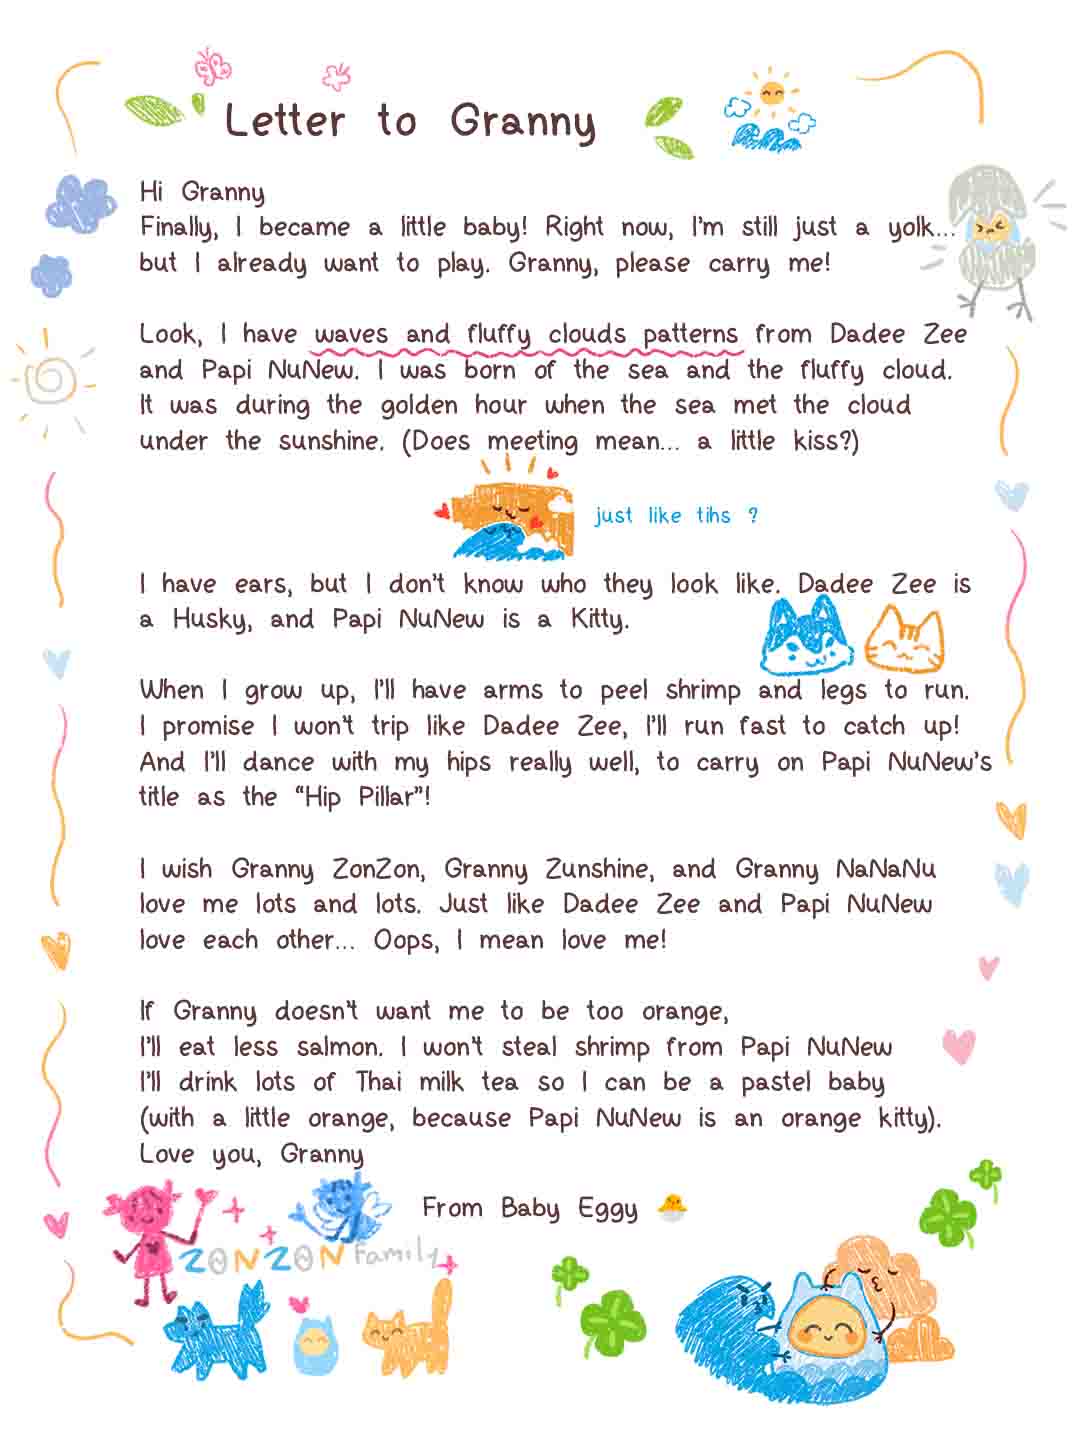 Letter to Granny
Hi Granny
Finally, I became a little baby! Right now, I'm still just a yolk...
but I already want to play. Granny, please carry me!
Look, I have waves and fluffy clouds patterns from Dadee Zee
and Papi NuNew. I was born of the sea and the fluffy cloud.
It was during the golden hour when the sea met the cloud
under the sunshine. (Does meeting mean... a little kiss?)
just like tihs ?
I have ears, but I don't know who they look like. Dadee Zee is
a Husky, and Papi NuNew is a Kitty.
When I grow up, I'll have arms to peel shrimp and legs to run.
I promise I won't trip like Dadee Zee, I'll run fast to catch up!
And I'll dance with my hips really well, to carry on Papi NuNew's
title as the “Hip Pillar”!
I wish Granny ZonZon, Granny Zunshine, and Granny NaNaNu
love me lots and lots. Just like Dadee Zee and Papi NuNew
love each other... Oops, I mean love me!
If Granny doesn't want me to be too orange,
I'll eat less salmon. I won't steal shrimp from Papi NuNew
I'll drink lots of Thai milk tea so I can be a pastel baby
(with a little orange, because Papi NuNew is an orange kitty).
Love you, Granny
From Baby Eggy
ZONZON Family